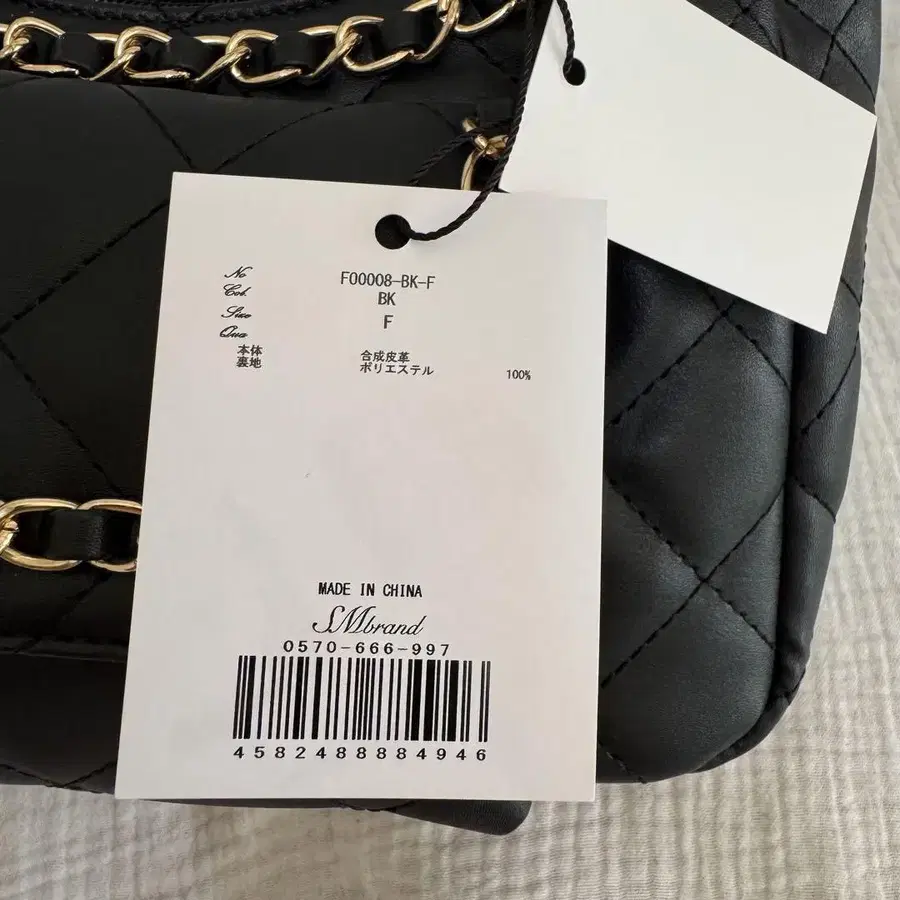 No F00008-BK-F
Col. BK
Size F
Qua
本体 合成皮革
裏地 ポリエステル 100%
MADE IN CHINA
SMbrand
0570-666-997
4582488884946